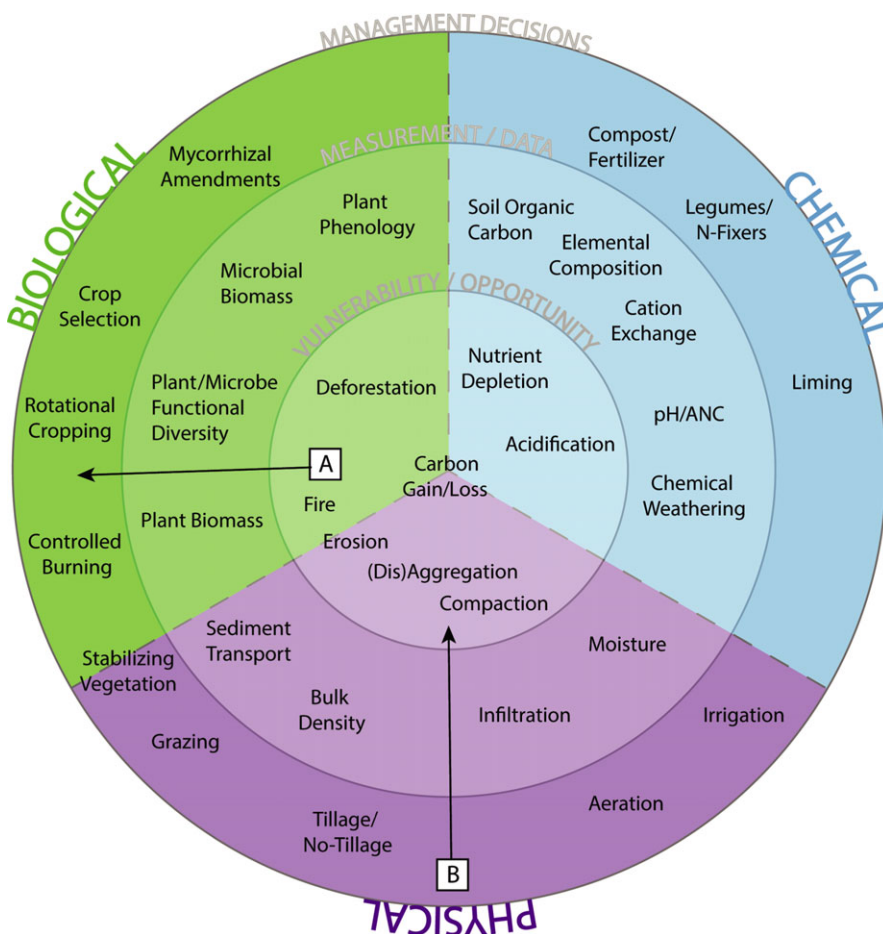 MANAGEMENT DECISIONS
MEASUREMENT / DATA
VULNERABILITY / OPPORTUNITY
BIOLOGICAL
CHEMICAL
PHYSICAL
Mycorrhizal
Amendments
Crop
Selection
Rotational
Cropping
Controlled
Burning
Plant
Phenology
Microbial
Biomass
Plant/Microbe
Functional
Diversity
Plant Biomass
Deforestation
A
Fire
Compost/
Fertilizer
Legumes/
N-Fixers
Liming
Soil Organic
Carbon
Elemental
Composition
Cation
Exchange
pH/ANC
Chemical
Weathering
Nutrient
Depletion
Acidification
Carbon
Gain/Loss
Erosion
(Dis)Aggregation
Compaction
Sediment
Transport
Bulk
Density
Infiltration
Moisture
Stabilizing
Vegetation
Grazing
Tillage/
No-Tillage
B
Aeration
Irrigation